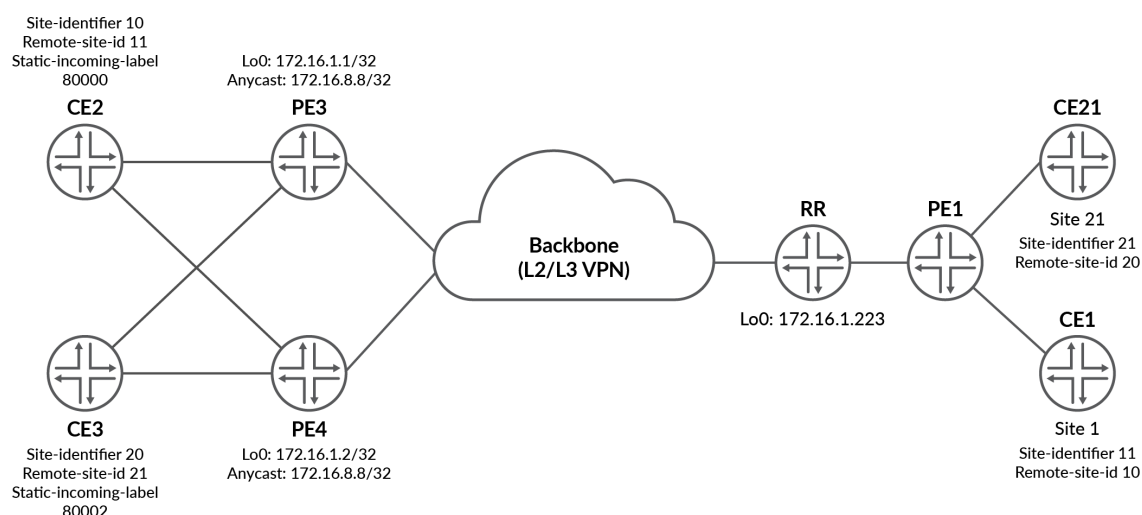 Site-identifier 10
Remote-site-id 11
Static-incoming-label
80000
CE2
Lo0: 172.16.1.1/32
Anycast: 172.16.8.8/32
PE3
CE21
Site 21
Site-identifier 21
Remote-site-id 20
Backbone
(L2/L3 VPN)
RR
Lo0: 172.16.1.223
PE1
CE1
Site 1
Site-identifier 11
Remote-site-id 10
CE3
Site-identifier 20
Remote-site-id 21
Static-incoming-label
80002
PE4
Lo0: 172.16.1.2/32
Anycast: 172.16.8.8/32